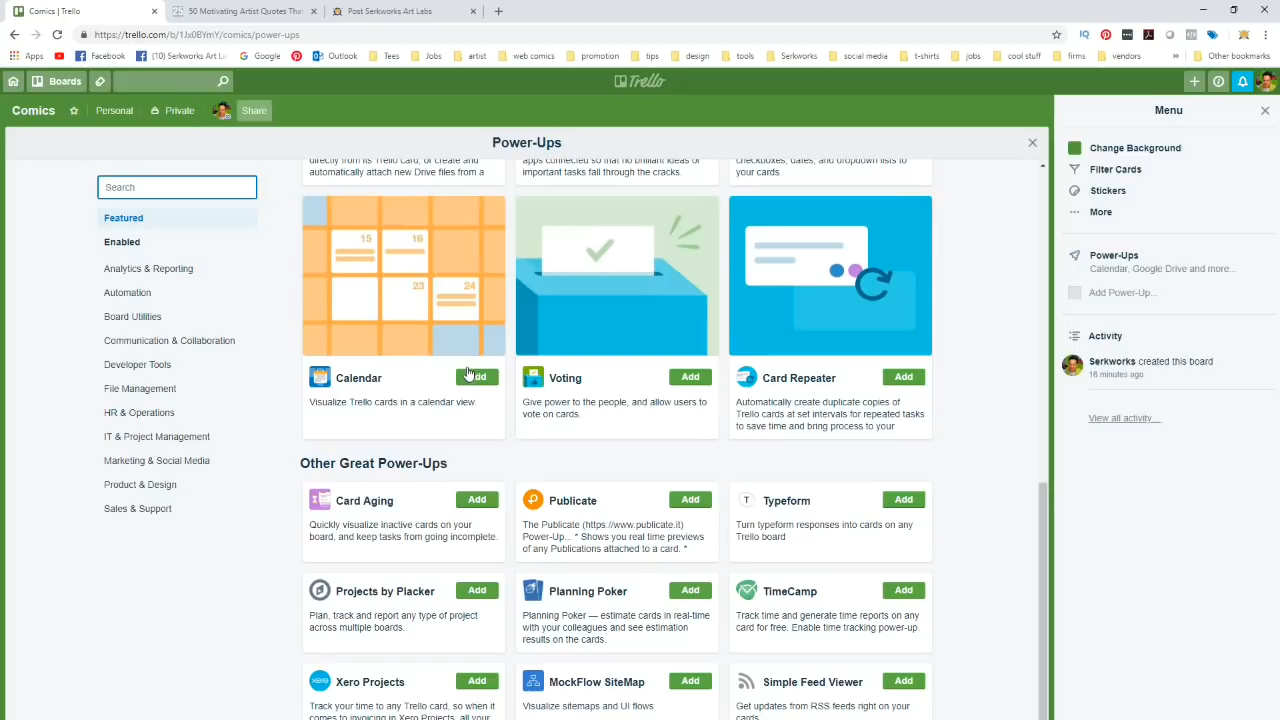 Comics | Trello
50 Motivating Artist Quotes Tha
Post Serkworks Art Labs
https://trello.com/b/1Jx0BYmY/comics/power-ups
Apps
Facebook
(10) Serkworks Art L
Google
Outlook
Tees
Jobs
artist
web comics
promotion
tips
design
tools
Serkworks
social media
t-shirts
jobs
cool stuff
firms
vendors
»
Other bookmarks
Boards
Trello
Comics
Personal
Private
Share
Power-Ups
directly from its Trello card, or create and
automatically attach new Drive files from a
apps connected so that no brilliant ideas or
important tasks fall through the cracks.
checkboxes, dates, and dropdown lists to
your cards.
Search
Featured
Enabled
Analytics & Reporting
Automation
Board Utilities
Communication & Collaboration
Developer Tools
File Management
HR & Operations
IT & Project Management
Marketing & Social Media
Product & Design
Sales & Support
15
16
23
24
Calendar
Add
Visualize Trello cards in a calendar view.
Voting
Add
Give power to the people, and allow users to
vote on cards.
Card Repeater
Add
Automatically create duplicate copies of
Trello cards at set intervals for repeated tasks
to save time and bring process to your
Other Great Power-Ups
Card Aging
Add
Quickly visualize inactive cards on your
board, and keep tasks from going incomplete.
Publicate
Add
The Publicate (https://www.publicate.it)
Power-Up... * Shows you real time previews
of any Publications attached to a card. *
T
Typeform
Add
Turn typeform responses into cards on any
Trello board
Projects by Placker
Add
Plan, track and report any type of project
across multiple boards.
Planning Poker
Add
Planning Poker — estimate cards in real-time
with your colleagues and see estimation
results on the cards.
TimeCamp
Add
Track time and generate time reports on any
card for free. Enable time tracking power-up.
xero
Xero Projects
Add
Track your time to any Trello card, so when it
comes to invoicing in Xero Projects, all your
MockFlow SiteMap
Add
Visualize sitemaps and UI flows
Simple Feed Viewer
Add
Get updates from RSS feeds right on your
cards.
Menu
Change Background
Filter Cards
Stickers
More
Power-Ups
Calendar, Google Drive and more...
Add Power-Up...
Activity
Serkworks created this board
16 minutes ago
View all activity...